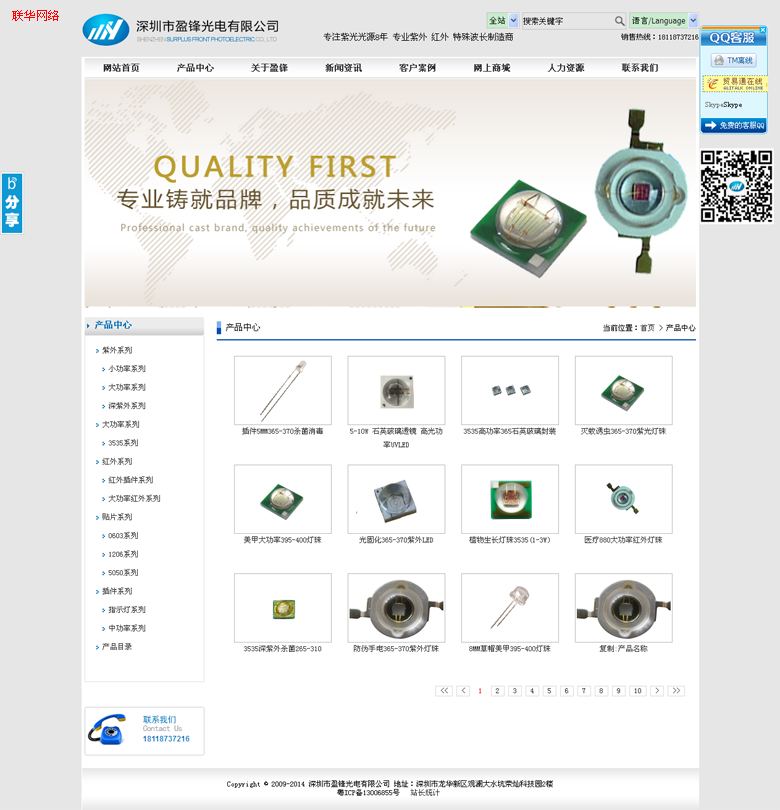 联华网络
深圳市盈锋光电有限公司
SHENZHEN SURPLUS FRONT PHOTOELECTRIC CO., LTD
专注紫光光源8年 专业紫外 红外 特殊波长制造商
全站
搜索关键字
语言/Language
销售热线：18118737216
网站首页 产品中心 关于盈锋 新闻资讯 客户案例 网上商城 人力资源 联系我们
QQ客服
TM离线
贸易通在线
ALITALK ONLINE
SkypeSkype
免费的客服QQ
b
分享
QUALITY FIRST
专业铸就品牌，品质成就未来
Professional cast brand, quality achievements of the future
产品中心
紫外系列
小功率系列
大功率系列
深紫外系列
大功率系列
3535系列
红外系列
红外插件系列
大功率红外系列
贴片系列
0603系列
1206系列
5050系列
插件系列
指示灯系列
中功率系列
产品目录
联系我们
Contact Us
18118737216
产品中心
当前位置：首页 > 产品中心
插件5MM365-370杀菌消毒
5-10W 石英玻璃透镜 高光功
率UVLED
3535高功率365石英玻璃封装
灭蚊诱虫365-370紫光灯珠
美甲大功率395-400灯珠
光固化365-370紫外LED
植物生长灯珠3535(1-3W)
医疗880大功率红外灯珠
3535深紫外杀菌265-310
防伪手电365-370紫外灯珠
8MM草帽美甲395-400灯珠
复制:产品名称
<< < 1 2 3 4 5 6 7 8 9 10 > >>
Copyright © 2009-2014 深圳市盈锋光电有限公司 地址：深圳市龙华新区观澜大水坑荣灿科技园2楼
粤ICP备13006855号 站长统计